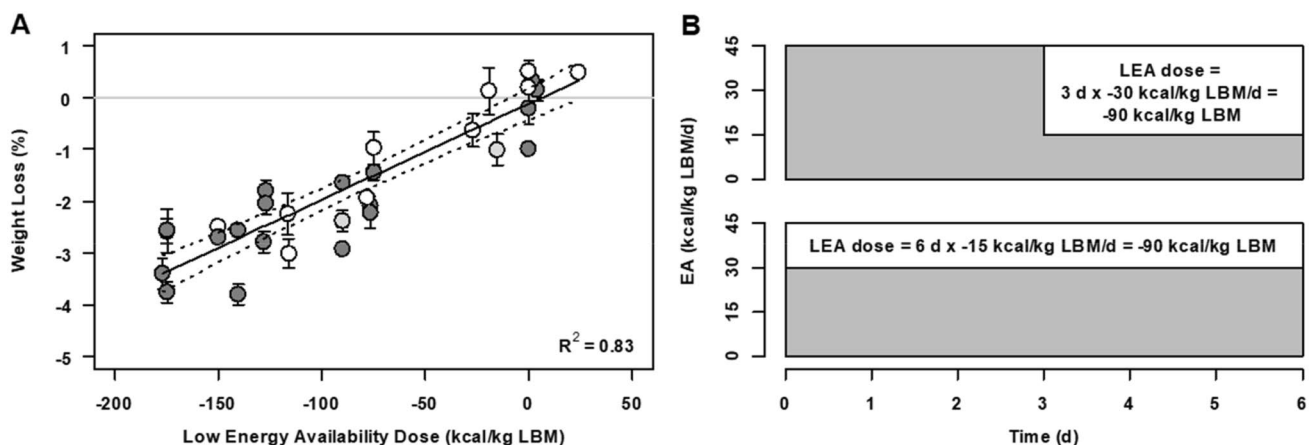 A
Weight Loss (%)
1
0
-1
-2
-3
-4
-5
R² = 0.83
-200
-150
-100
-50
0
50
Low Energy Availability Dose (kcal/kg LBM)
B
EA (kcal/kg LBM/d)
45
30
15
0
LEA dose =
3 d x -30 kcal/kg LBM/d =
-90 kcal/kg LBM
45
30
15
0
LEA dose = 6 d x -15 kcal/kg LBM/d = -90 kcal/kg LBM
0
1
2
3
4
5
6
Time (d)